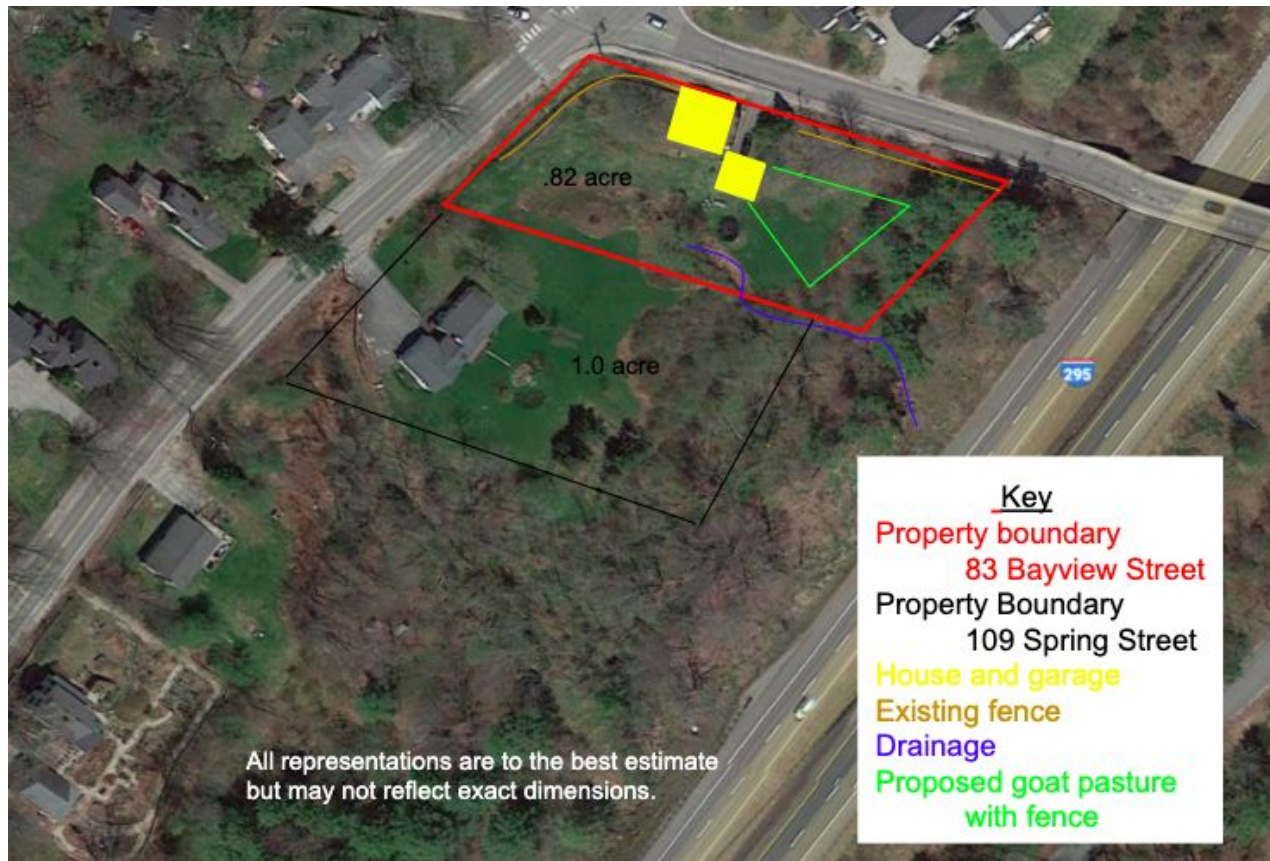 .82 acre
1.0 acre
295
Key
Property boundary
83 Bayview Street
Property Boundary
109 Spring Street
House and garage
Existing fence
Drainage
Proposed goat pasture
with fence
All representations are to the best estimate
but may not reflect exact dimensions.